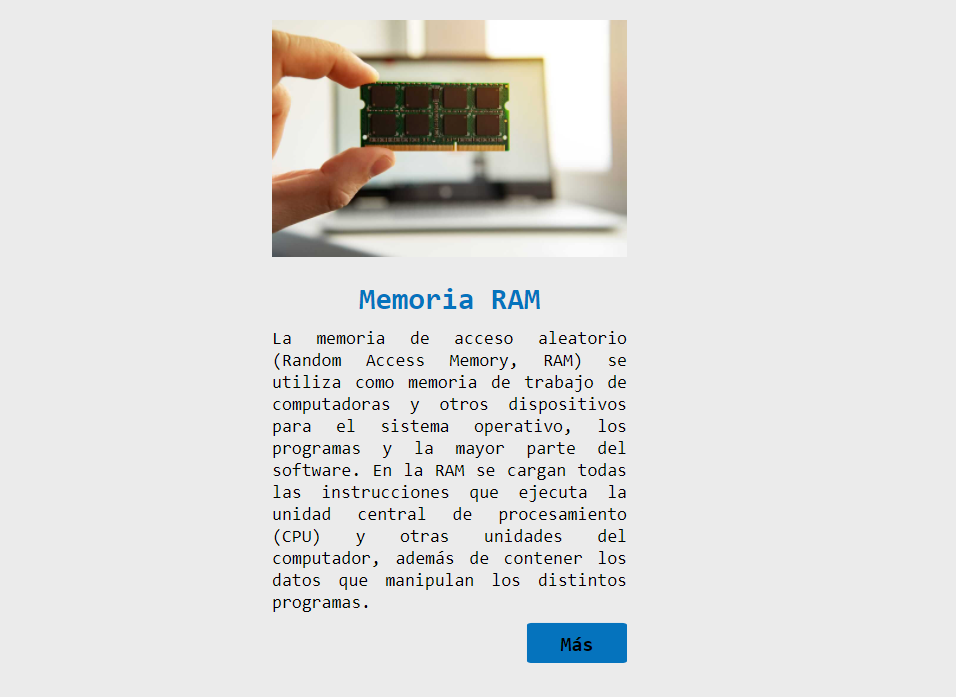 Memoria RAM
La memoria de acceso aleatorio
(Random Access Memory, RAM) se
utiliza como memoria de trabajo de
computadoras y otros dispositivos
para el sistema operativo, los
programas y la mayor parte del
software. En la RAM se cargan todas
las instrucciones que ejecuta la
unidad central de procesamiento
(CPU) y otras unidades del
computador, además de contener los
datos que manipulan los distintos
programas.
Más